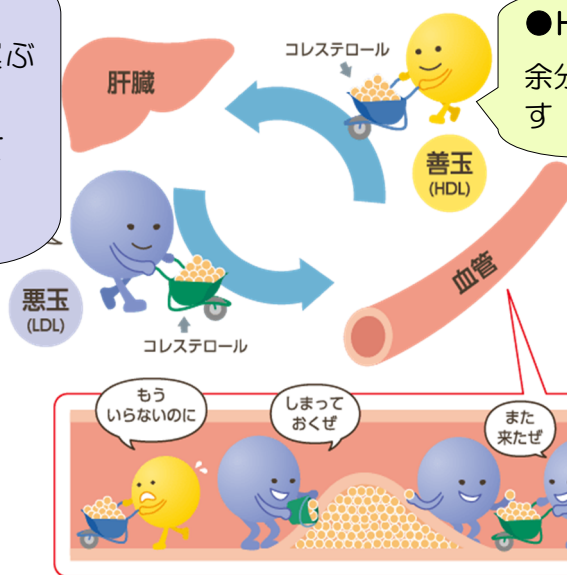 ぶ
●H
余分
す
コレステロール
肝臓
善玉
(HDL)
血管
悪玉
(LDL)
コレステロール
もう
いらないのに
しまって
おくぜ
また
来たぜ